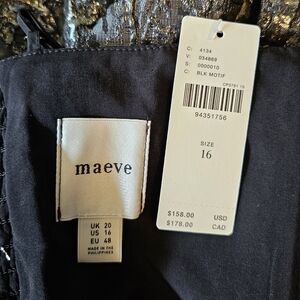 maeve
UK 20
US 16
EU 48
MADE IN THE
PHILIPPINES
C: 4134
V: 034869
S: 0000010
C: BLK MOTIF
94351756
SIZE
16
$158.00 USD
$178.00 CAD